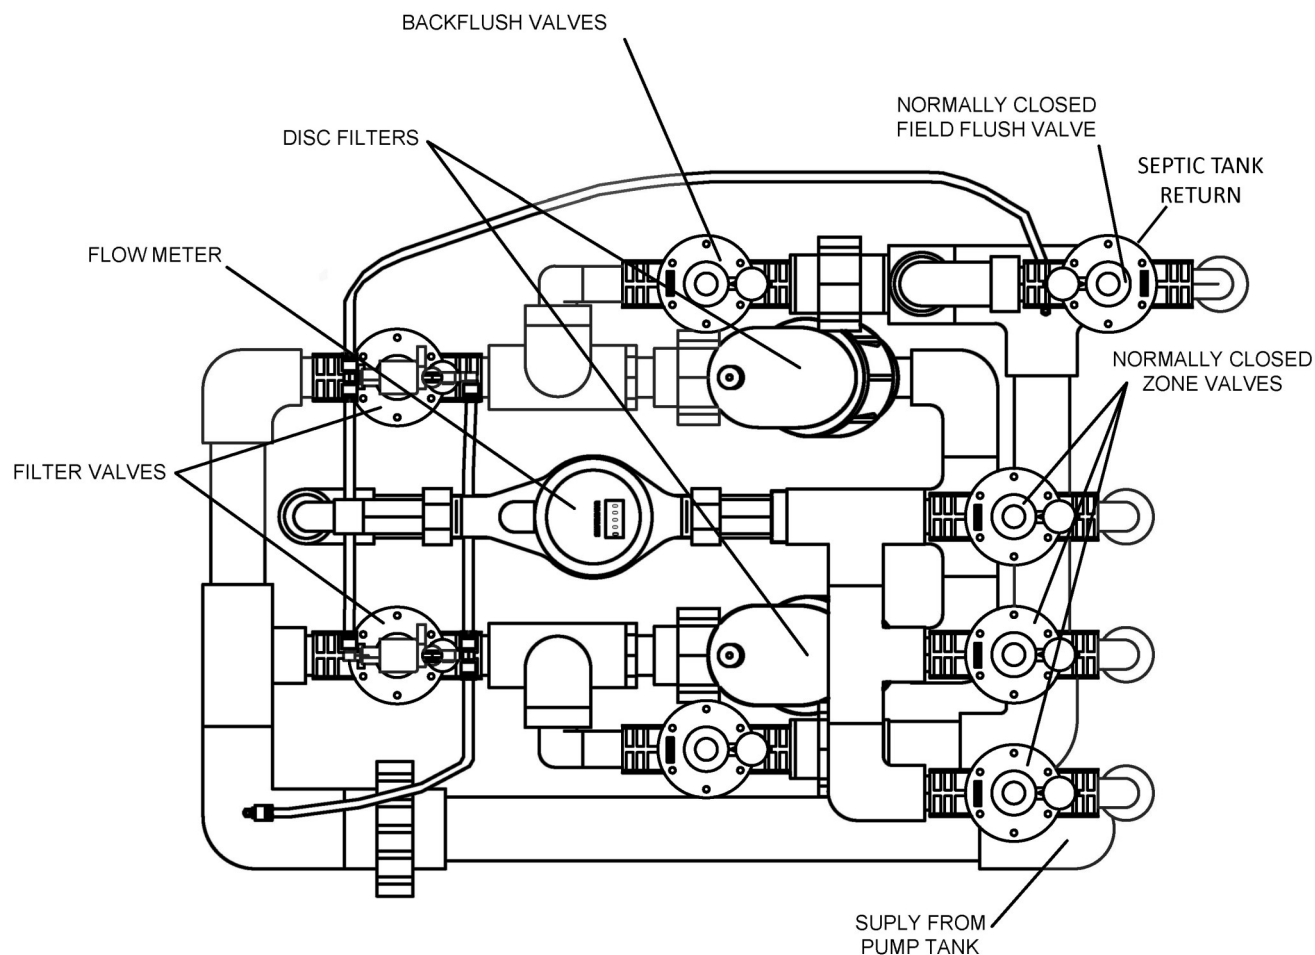 BACKFLUSH VALVES
NORMALLY CLOSED
FIELD FLUSH VALVE
DISC FILTERS
SEPTIC TANK
RETURN
FLOW METER
NORMALLY CLOSED
ZONE VALVES
FILTER VALVES
SUPLY FROM
PUMP TANK